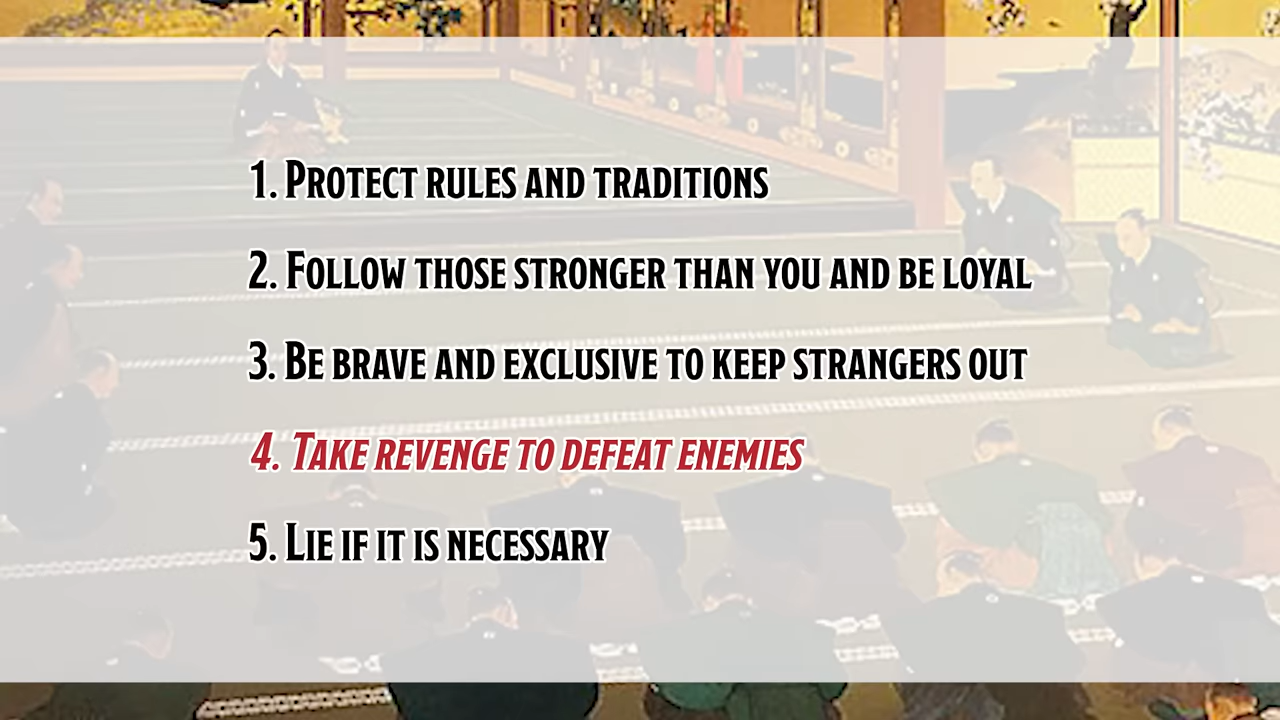 1. Protect rules and traditions
2. Follow those stronger than you and be loyal
3. Be brave and exclusive to keep strangers out
4. Take revenge to defeat enemies
5. Lie if it is necessary